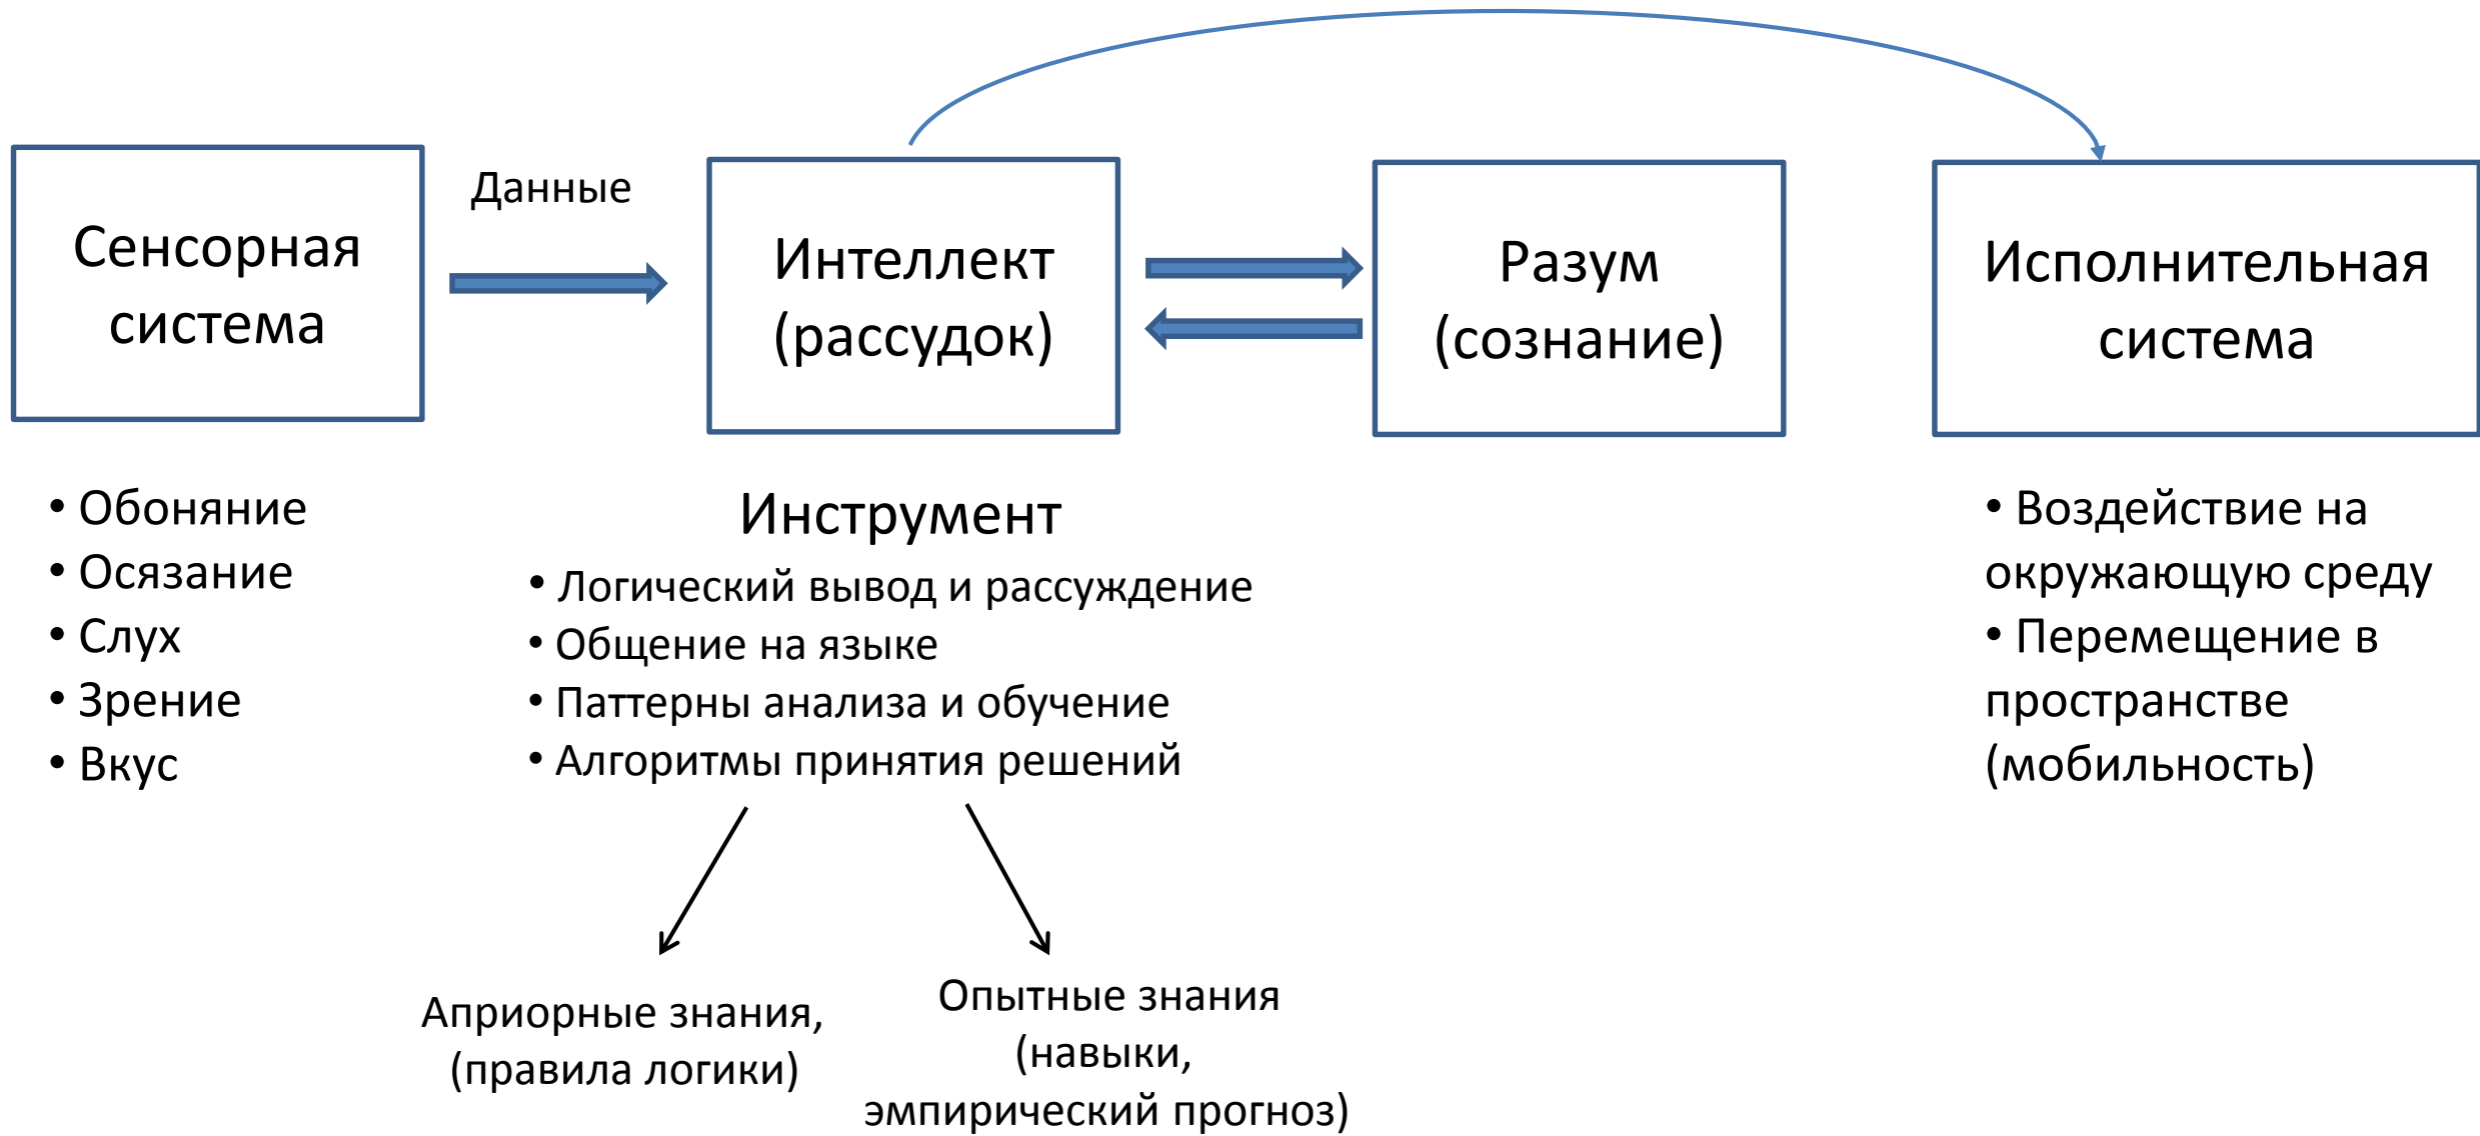 Данные
Сенсорная
система
Интеллект
(рассудок)
Разум
(сознание)
Исполнительная
система
• Обоняние
• Осязание
• Слух
• Зрение
• Вкус
Инструмент
• Логический вывод и рассуждение
• Общение на языке
• Паттерны анализа и обучение
• Алгоритмы принятия решений
• Воздействие на
окружающую среду
• Перемещение в
пространстве
(мобильность)
Априорные знания,
(правила логики)
Опытные знания
(навыки,
эмпирический прогноз)